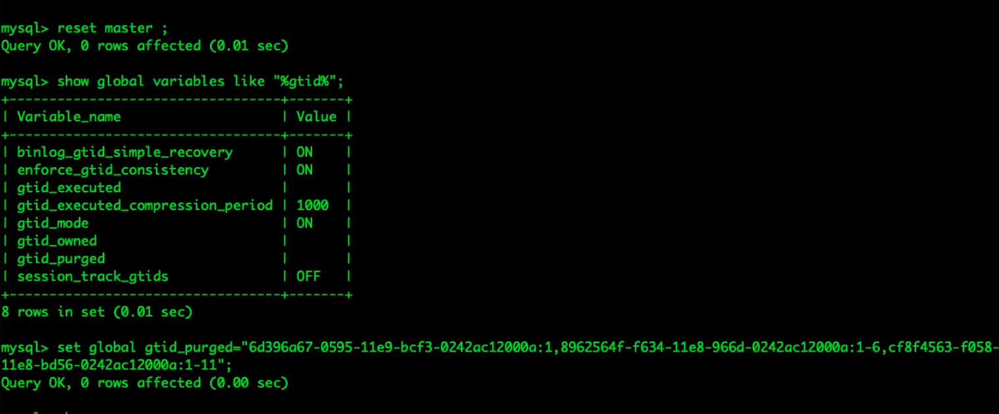 mysql> reset master ;
Query OK, 0 rows affected (0.01 sec)
mysql> show global variables like "%gtid%";
+----------------------------------+-------+
| Variable_name                    | Value |
+----------------------------------+-------+
| binlog_gtid_simple_recovery      | ON    |
| enforce_gtid_consistency         | ON    |
| gtid_executed                    |       |
| gtid_executed_compression_period | 1000  |
| gtid_mode                        | ON    |
| gtid_owned                       |       |
| gtid_purged                      |       |
| session_track_gtids              | OFF   |
+----------------------------------+-------+
8 rows in set (0.01 sec)
mysql> set global gtid_purged="6d396a67-0595-11e9-bcf3-0242ac12000a:1,8962564f-f634-11e8-966d-0242ac12000a:1-6,cf8f4563-f058-
11e8-bd56-0242ac12000a:1-11";
Query OK, 0 rows affected (0.00 sec)